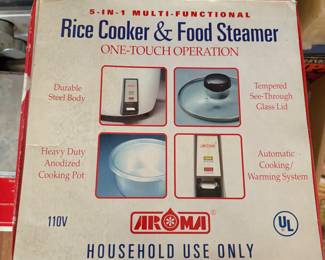 5-IN-1 MULTI-FUNCTIONAL
Rice Cooker & Food Steamer
ONE-TOUCH OPERATION
Durable
Steel Body
Tempered
See-Through
Glass Lid
Heavy Duty
Anodized
Cooking Pot
AROMA
Automatic
Cooking/
Warming System
110V
AROMA
UL
HOUSEHOLD USE ONLY